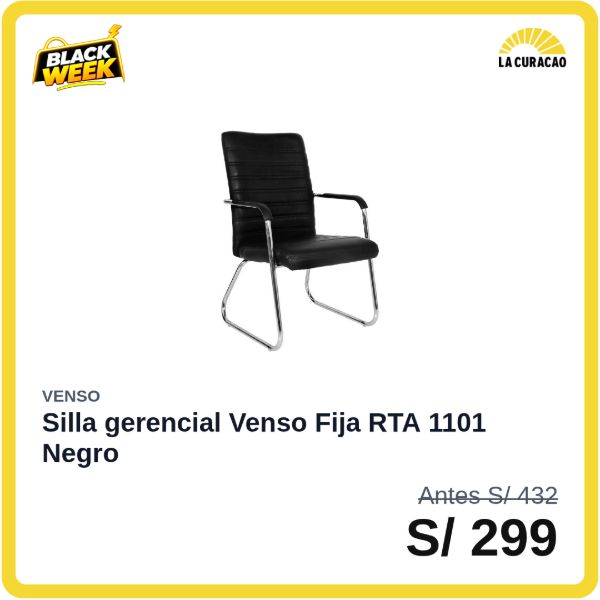 BLACK
WEEK
LA CURACAO
VENSO
Silla gerencial Venso Fija RTA 1101
Negro
Antes S/ 432
S/ 299